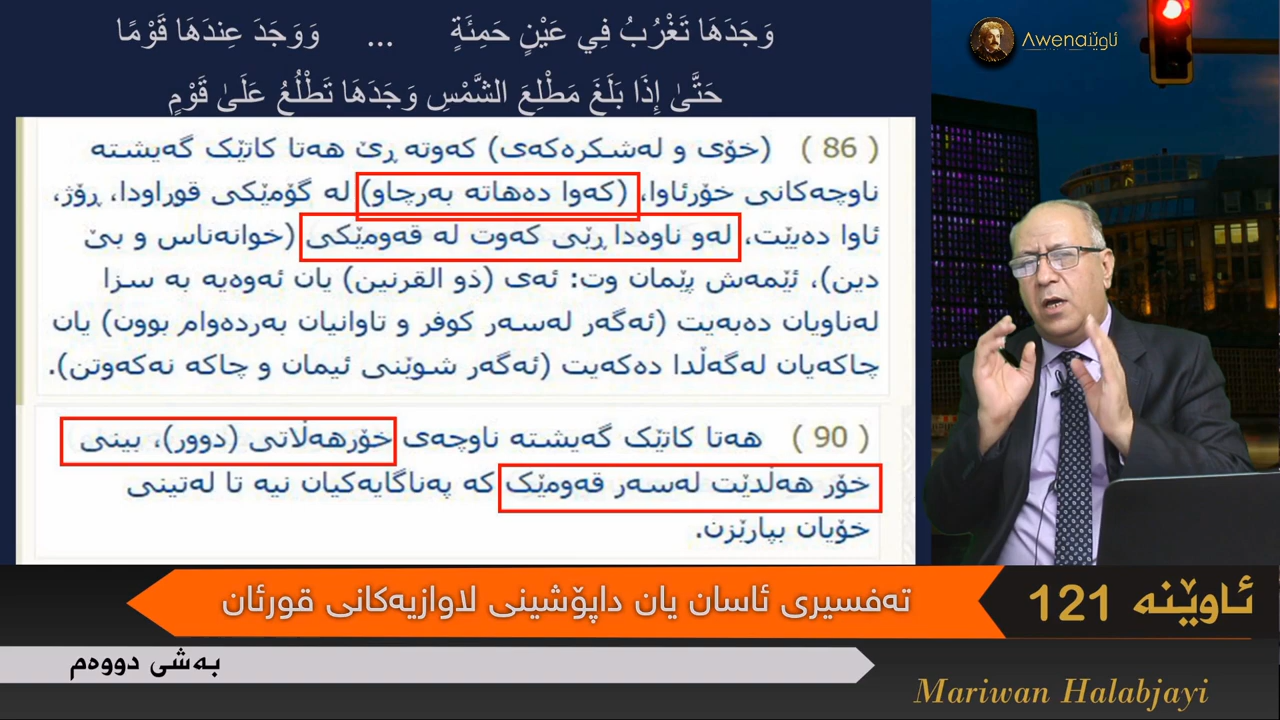 وَجَدَهَا تَغْرُبُ فِي عَيْنٍ حَمِئَةٍ ... وَوَجَدَ عِندَهَا قَوْمًا
حَتَّىٰ إِذَا بَلَغَ مَطْلِعَ الشَّمْسِ وَجَدَهَا تَطْلُعُ عَلَىٰ قَوْمٍ
( 86 ) (خۆی و لەشکرەکەی) کەوتە ڕێ هەتا کاتێک گەیشتە
ناوچەکانی خۆرئاوا، (کەوا دەهاتە بەرچاو) لە گۆمێکی قوراودا، ڕۆژ،
ئاوا دەبێت، لەو ناوەدا ڕێی کەوت لە قەومێکی (خوانەناس و بێ
دین)، ئێمەش پێمان وت: ئەی (ذو القرنین) یان ئەوەیە بە سزا
لەناویان دەبەیت (ئەگەر لەسەر کوفر و تاوانیان بەردەوام بوون) یان
چاکەیان لەگەڵدا دەکەیت (ئەگەر شوێنی ئیمان و چاکە نەکەوتن).
( 90 ) هەتا کاتێک گەیشتە ناوچەی خۆرهەڵاتی (دوور)، بینی
خۆر هەڵدێت لەسەر قەومێک کە پەناگایەکیان نیە تا لەتینی
خۆیان بپارێزن.
Awena ئاوێنە
ئاوێنە 121
تەفسیری ئاسان یان داپۆشینی لاوازیەکانی قورئان
بەشی دووەم
Mariwan Halabjayi